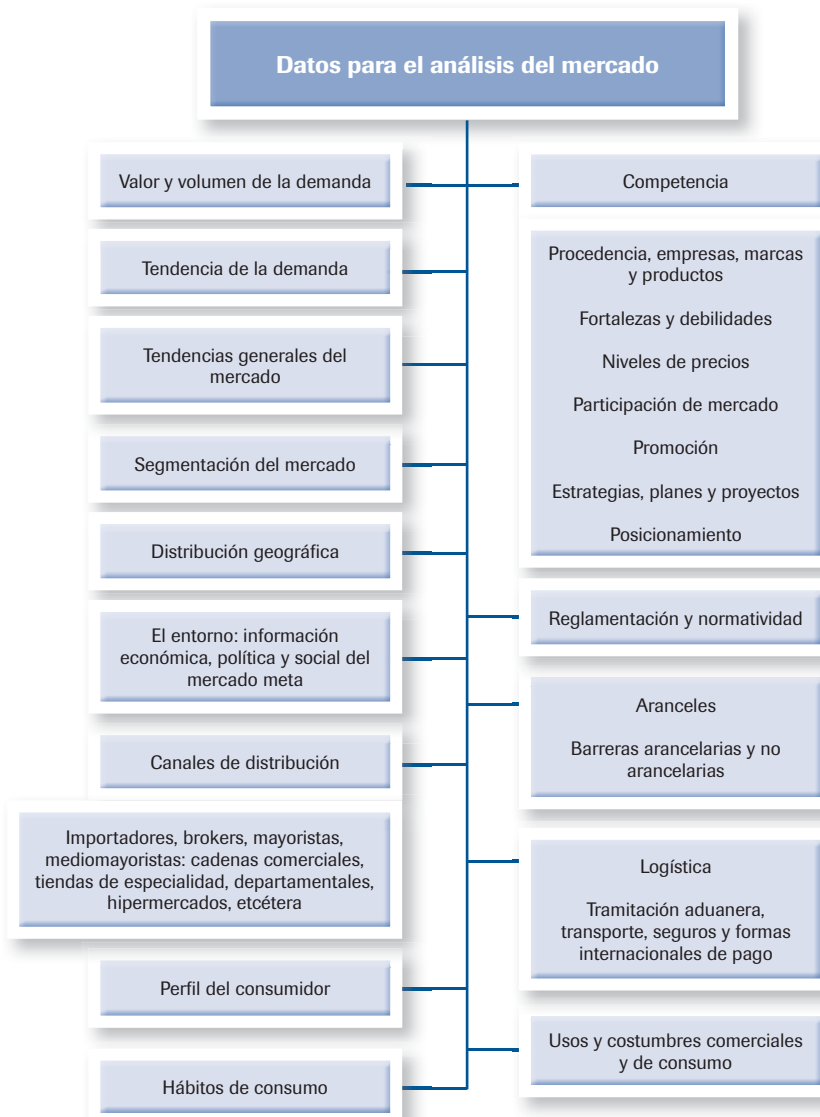 Datos para el análisis del mercado
Valor y volumen de la demanda
Tendencia de la demanda
Tendencias generales del
mercado
Segmentación del mercado
Distribución geográfica
El entorno: información
económica, política y social del
mercado meta
Canales de distribución
Importadores, brokers, mayoristas,
mediomayoristas: cadenas comerciales,
tiendas de especialidad, departamentales,
hipermercados, etcétera
Perfil del consumidor
Hábitos de consumo
Competencia
Procedencia, empresas, marcas
y productos
Fortalezas y debilidades
Niveles de precios
Participación de mercado
Promoción
Estrategias, planes y proyectos
Posicionamiento
Reglamentación y normatividad
Aranceles
Barreras arancelarias y no
arancelarias
Logística
Tramitación aduanera,
transporte, seguros y formas
internacionales de pago
Usos y costumbres comerciales
y de consumo